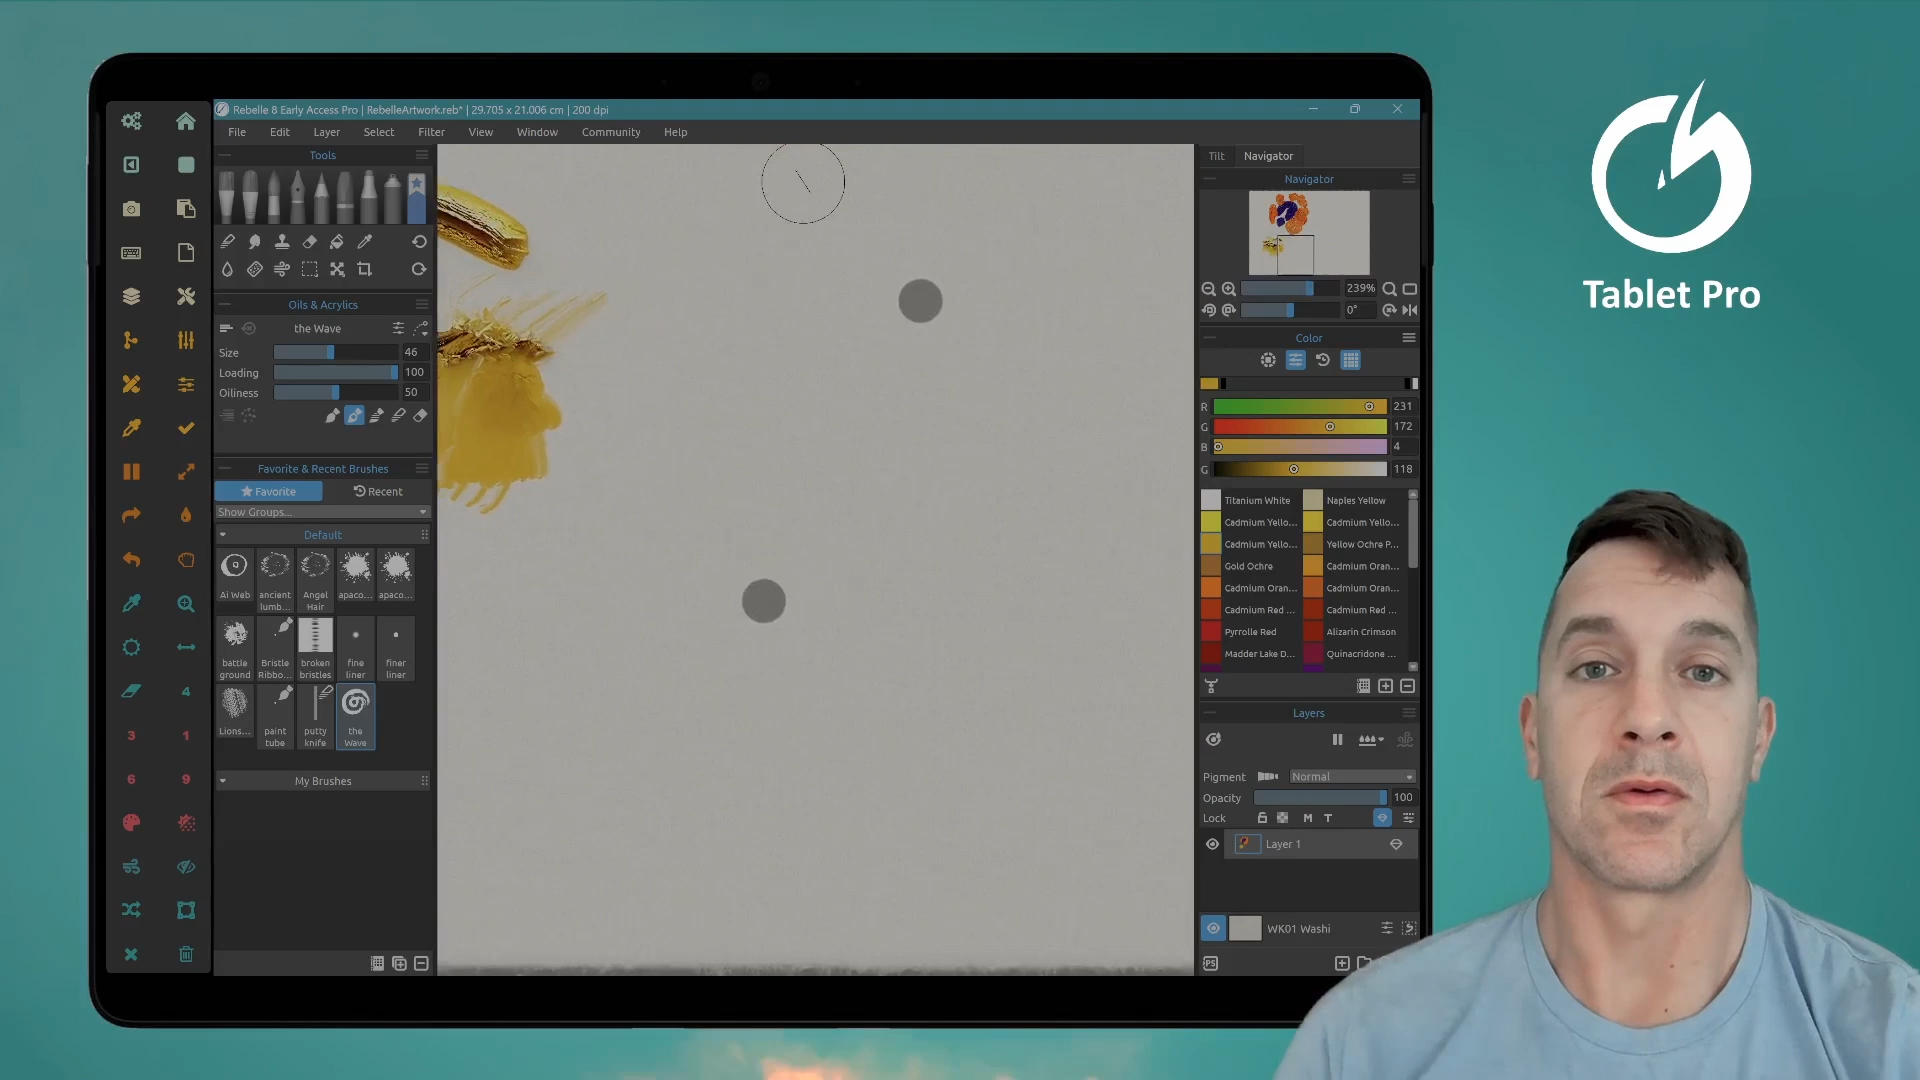 Rebelle 8 Early Access Pro | RebelleArtwork.reb* | 29.705 x 21.006 cm | 200 dpi
File Edit Layer Select Filter View Window Community Help
Tools
Oils & Acrylics
the Wave
Size 46
Loading 100
Oiliness 50
Favorite & Recent Brushes
Favorite Recent
Show Groups...
Default
Ai Web
ancient lumb...
Angel Hair
apaco...
apaco...
battle ground
Bristle Ribbo...
broken bristles
fine liner
finer liner
Lions...
paint tube
putty knife
the Wave
My Brushes
4
3 1
6 9
Tilt Navigator
Navigator
239%
0°
Color
R 231
G 172
B 4
G 118
Titanium White Naples Yellow
Cadmium Yello... Cadmium Yello...
Cadmium Yello... Yellow Ochre P...
Gold Ochre Cadmium Oran...
Cadmium Oran... Cadmium Oran...
Cadmium Red ... Cadmium Red ...
Pyrrolle Red Alizarin Crimson
Madder Lake D... Quinacridone ...
Layers
Pigment Normal
Opacity 100
Lock M T
Layer 1
WK01 Washi
PS
Tablet Pro